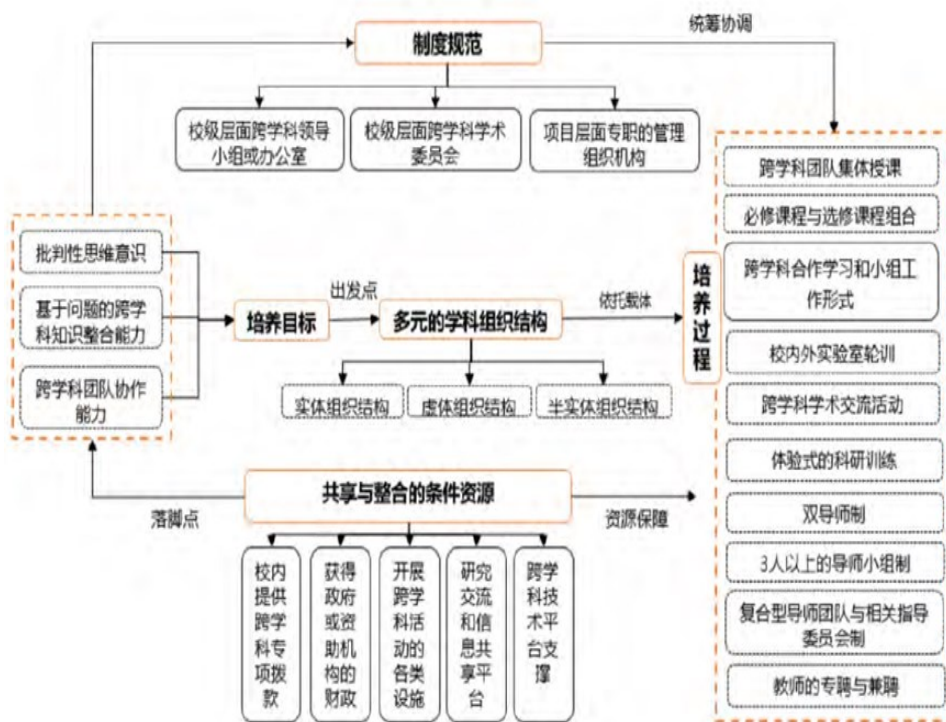 制度规范
统筹协调
校级层面跨学科领导
小组或办公室
校级层面跨学科学术
委员会
项目层面专职的管理
组织机构
批判性思维意识
基于问题的跨学
科知识整合能力
跨学科团队协作
能力
培养目标
出发点
多元的学科组织结构
依托载体
培养过程
实体组织结构
虚体组织结构
半实体组织结构
跨学科团队集体授课
必修课程与选修课程组合
跨学科合作学习和小组工
作形式
校内外实验室轮训
跨学科学术交流活动
体验式的科研训练
双导师制
3人以上的导师小组制
复合型导师团队与相关指导
委员会制
教师的专聘与兼聘
落脚点
共享与整合的条件资源
资源保障
校内
提供
跨学
科专
项拨
款
获得
政府
或资
助机
构的
财政
开展
跨学
科活
动的
各类
设施
研究
交流
和信
息共
享平
台
跨学
科技
术平
台支
撑